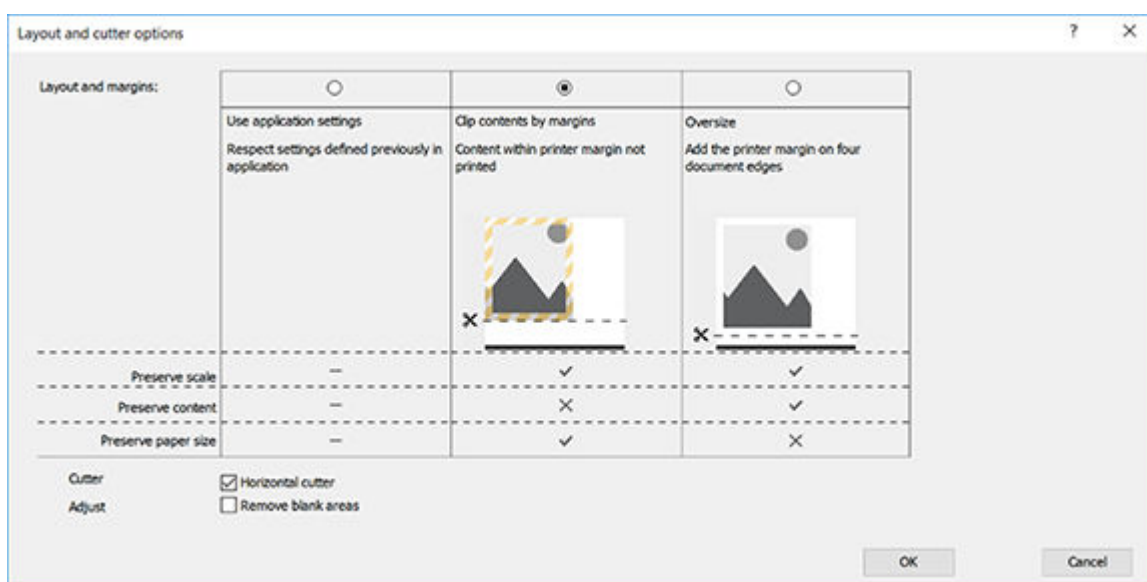 Layout and cutter options
Layout and margins:
Use application settings
Clip contents by margins
Oversize
Respect settings defined previously in
application
Content within printer margin not
printed
Add the printer margin on four
document edges
Preserve scale
Preserve content
Preserve paper size
Cutter
Horizontal cutter
Adjust
Remove blank areas
OK
Cancel